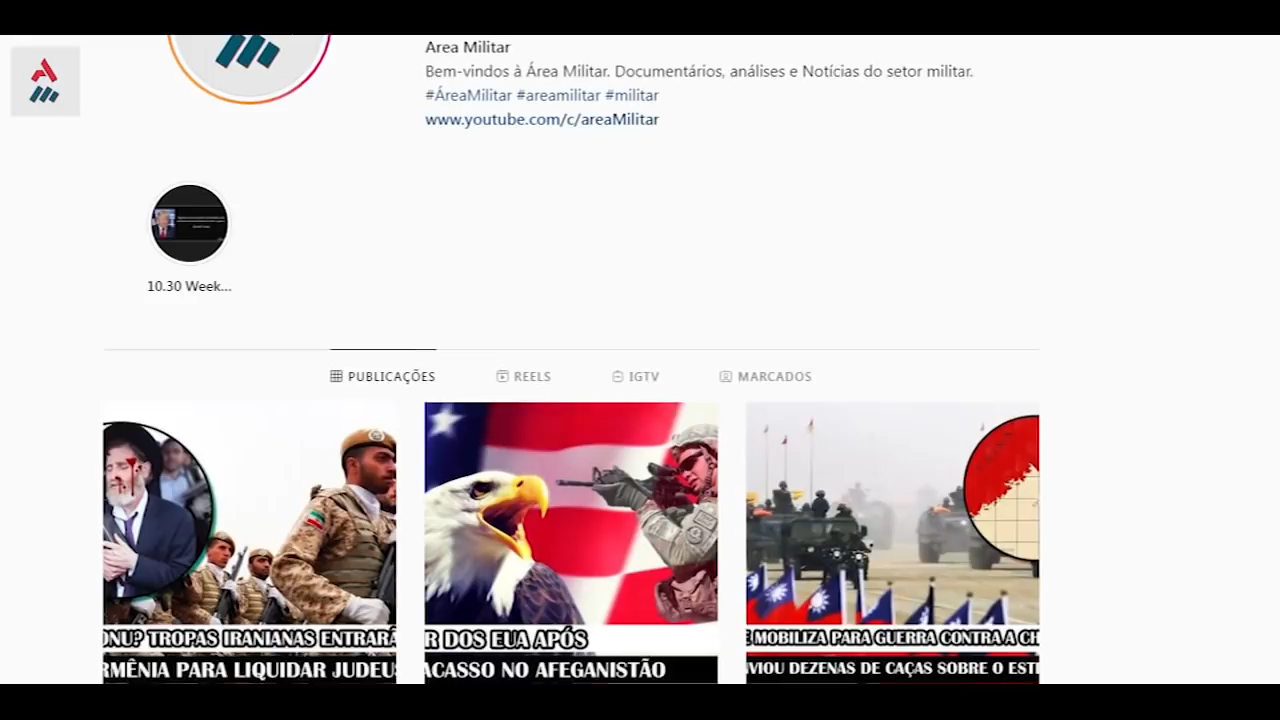 Area Militar
Bem-vindos à Área Militar. Documentários, análises e Notícias do setor militar.
#ÁreaMilitar #areamilitar #militar
www.youtube.com/c/areaMilitar
10.30 Week...
PUBLICAÇÕES
REELS
IGTV
MARCADOS
ONU? TROPAS IRANIANAS ENTRARÃ
RMÊNIA PARA LIQUIDAR JUDEUS
R DOS EUA APÓS
ACASSO NO AFEGANISTÃO
E MOBILIZA PARA GUERRA CONTRA A CH
VIOU DEZENAS DE CAÇAS SOBRE O ESTR